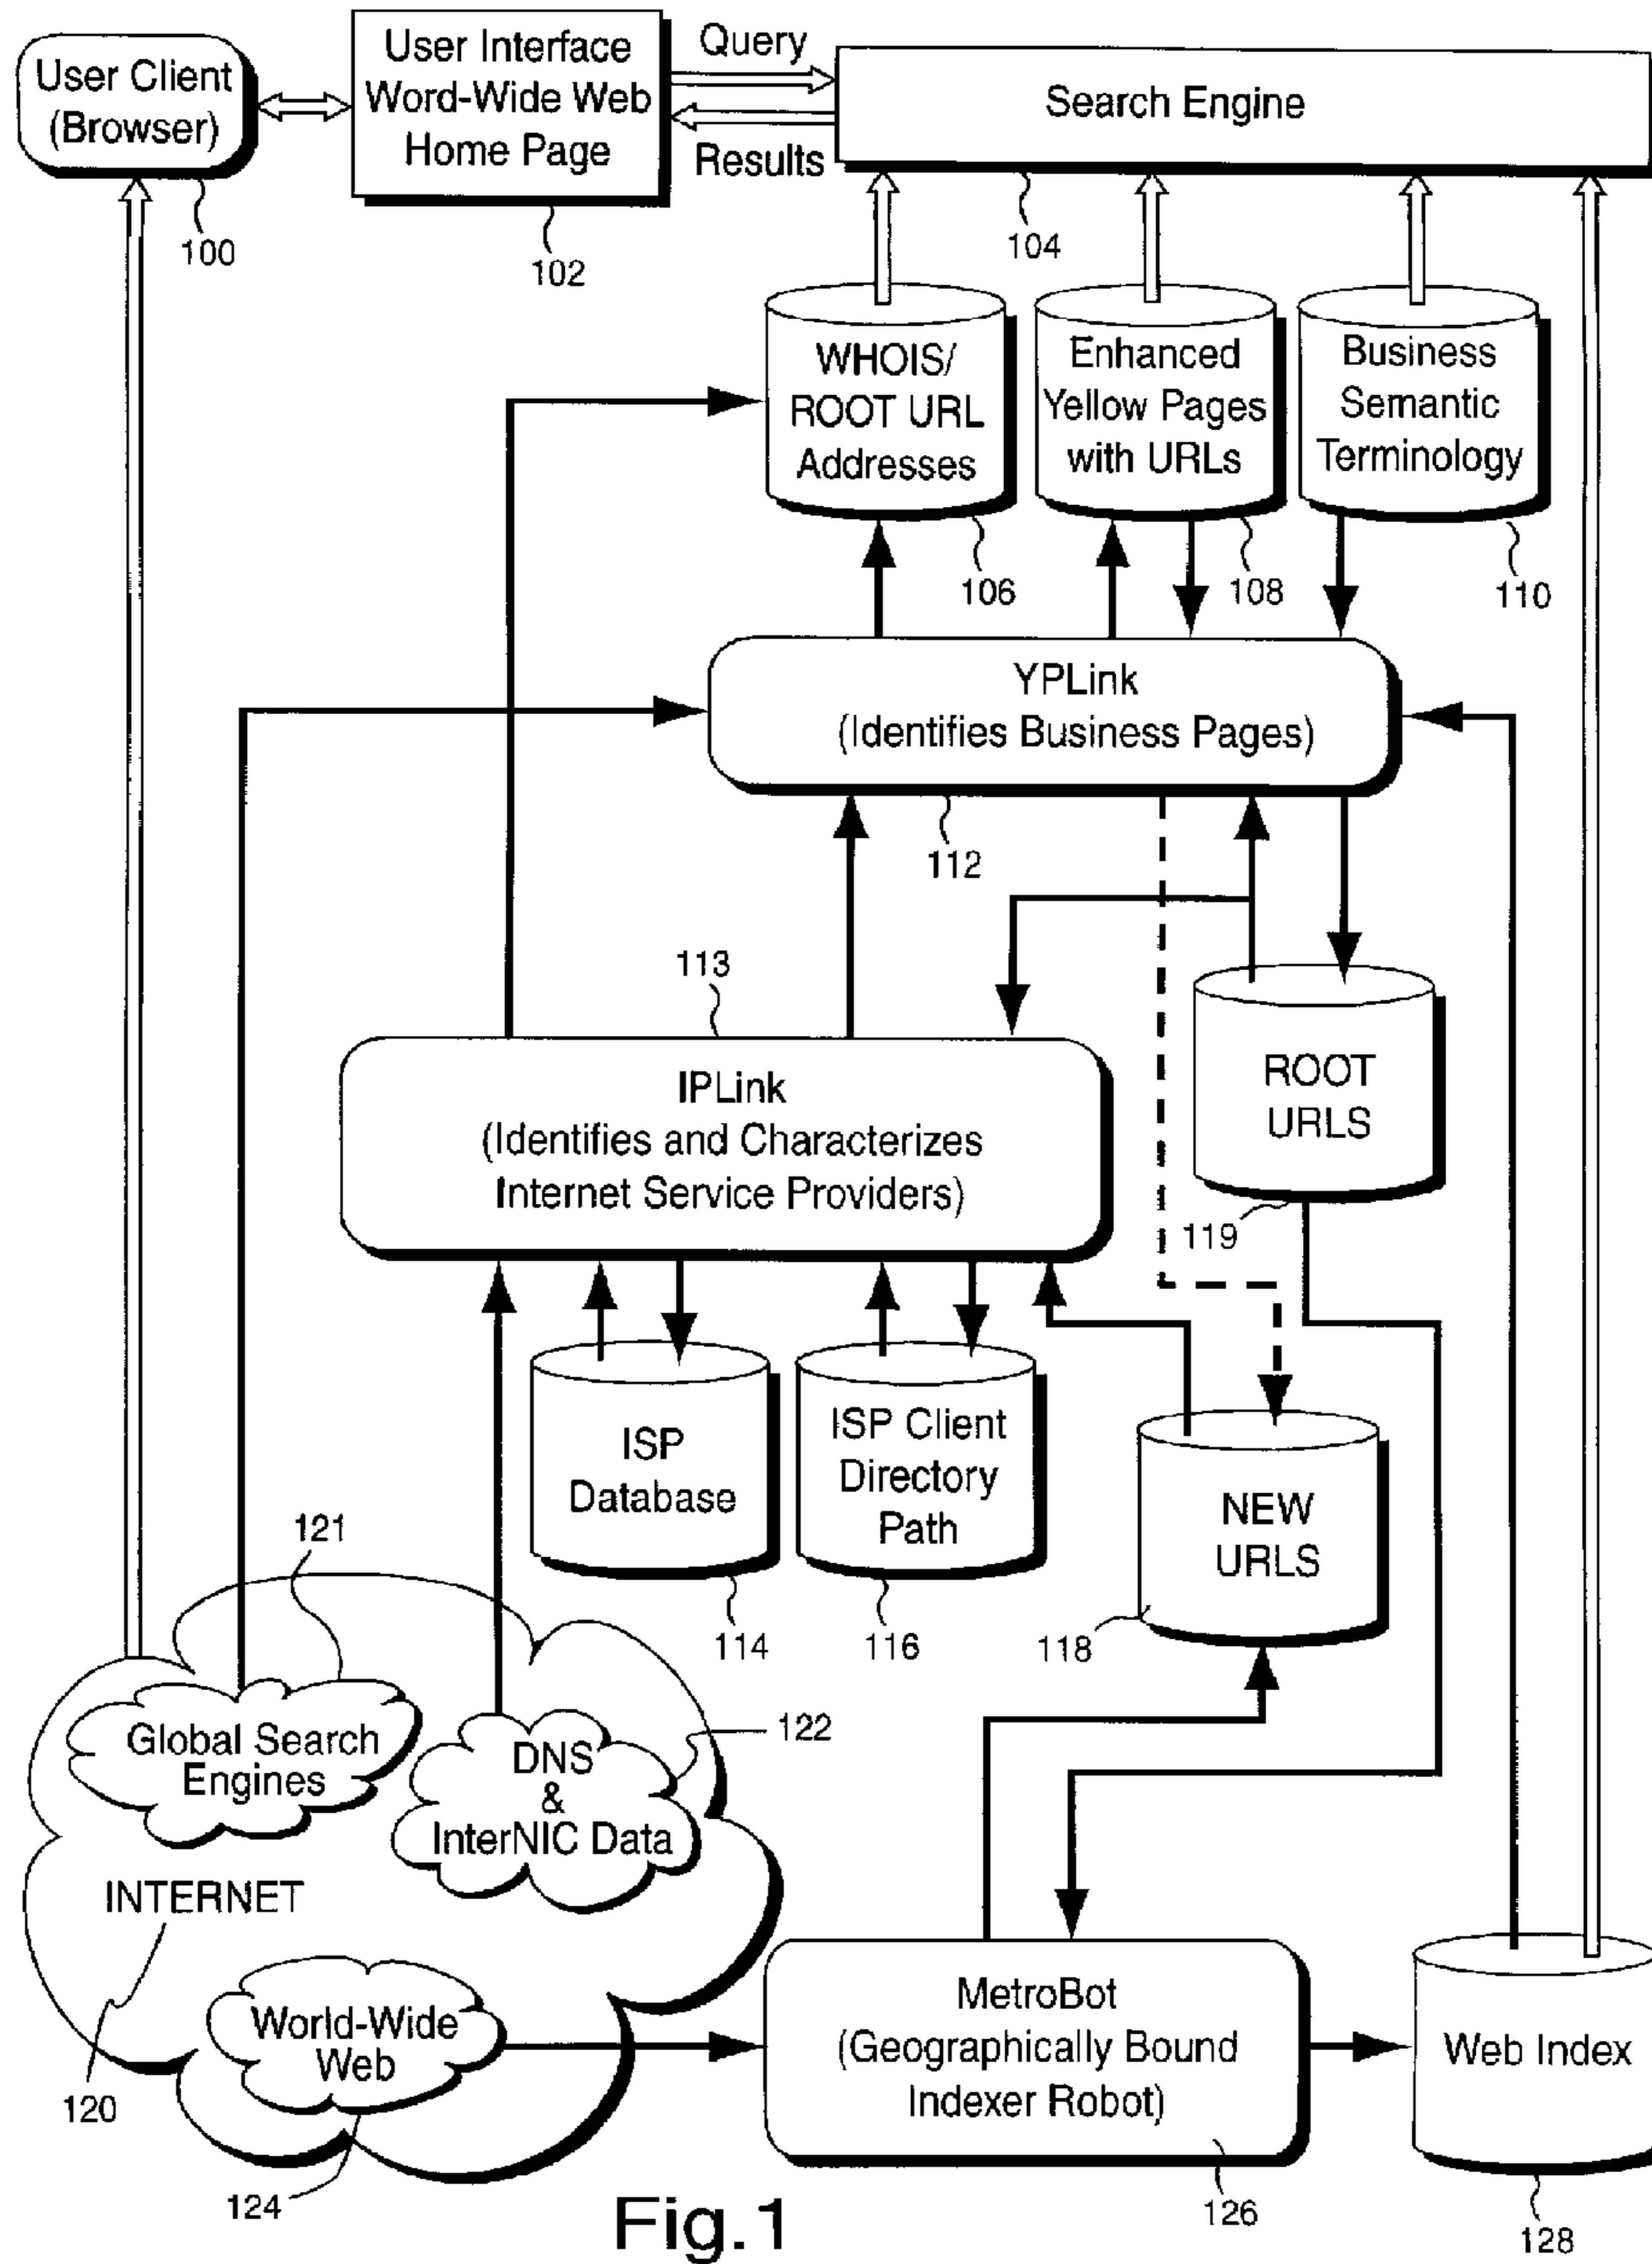 User Client
(Browser)
100
User Interface
Word-Wide Web
Home Page
102
Query
Results
Search Engine
104
WHOIS/
ROOT URL
Addresses
106
Enhanced
Yellow Pages
with URLs
108
Business
Semantic
Terminology
110
YPLink
(Identifies Business Pages)
112
113
IPLink
(Identifies and Characterizes
Internet Service Providers)
ROOT
URLS
119
ISP
Database
114
ISP Client
Directory
Path
116
NEW
URLS
118
121
Global Search
Engines
DNS
&
InterNIC Data
122
INTERNET
120
World-Wide
Web
124
MetroBot
(Geographically Bound
Indexer Robot)
126
Web Index
128
Fig.1